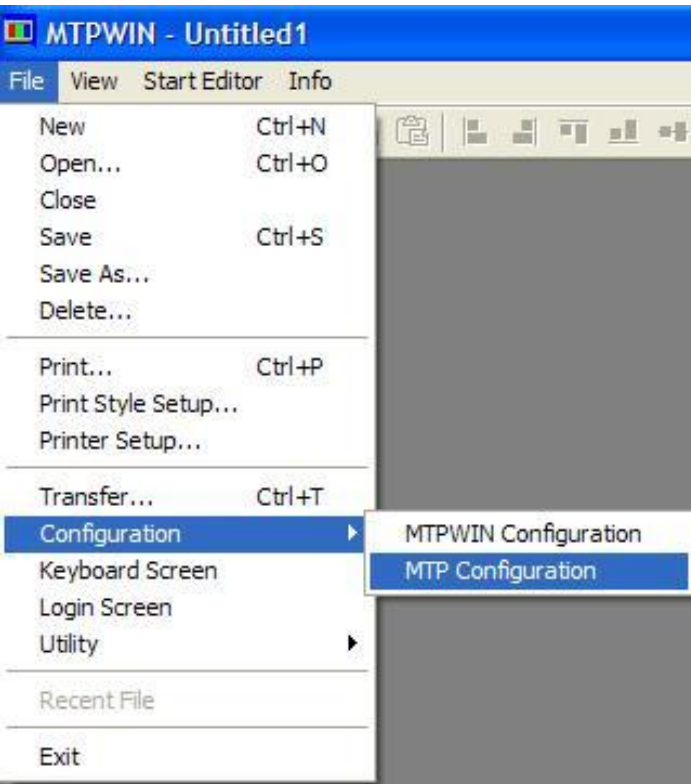 MTPWIN - Untitled1
File View Start Editor Info
New Ctrl+N
Open... Ctrl+O
Close
Save Ctrl+S
Save As...
Delete...
Print... Ctrl+P
Print Style Setup...
Printer Setup...
Transfer... Ctrl+T
Configuration
MTPWIN Configuration
MTP Configuration
Keyboard Screen
Login Screen
Utility
Recent File
Exit